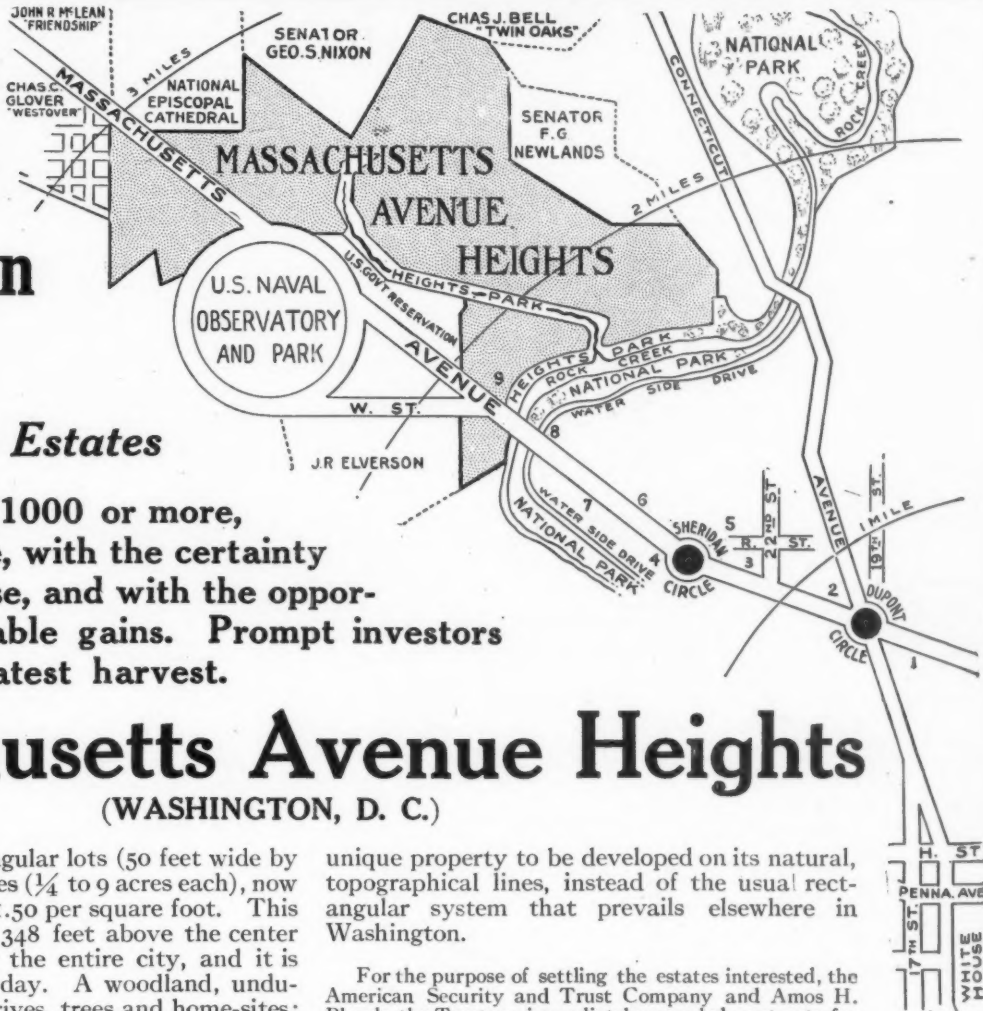 JOHN R. McLEAN
"FRIENDSHIP"
SENATOR
GEO. S. NIXON
CHAS. J. BELL
"TWIN OAKS"
NATIONAL
PARK
ROCK CREEK
CONNECTICUT
3 MILES
CHAS. C.
GLOVER
"WESTOVER"
MASSACHUSETTS
NATIONAL
EPISCOPAL
CATHEDRAL
SENATOR
F. G.
NEWLANDS
MASSACHUSETTS
AVENUE
HEIGHTS
2 MILES
U.S. NAVAL
OBSERVATORY
AND PARK
U.S. GOVT RESERVATION
HEIGHTS-PARK
AVENUE
W. ST.
9
HEIGHTS PARK
ROCK CREEK
NATIONAL PARK
WATER SIDE DRIVE
8
J.R ELVERSON
7
6
WATER SIDE DRIVE
NATIONAL PARK
SHERIDAN
CIRCLE
4
5
R. ST.
3
22ND ST.
AVENUE
19TH ST.
1 MILE
2
DUPONT
CIRCLE
1
H. ST
PENNA. AVE
17TH ST.
WHITE
HOUSE
n
Estates
1000 or more,
e, with the certainty
se, and with the oppor-
able gains. Prompt investors
atest harvest.
usetts Avenue Heights
(WASHINGTON, D. C.)
gular lots (50 feet wide by
es (¼ to 9 acres each), now
.50 per square foot. This
348 feet above the center
the entire city, and it is
day. A woodland, undu-
rives, trees and home-sites;
unique property to be developed on its natural,
topographical lines, instead of the usual rect-
angular system that prevails elsewhere in
Washington.
For the purpose of settling the estates interested, the
American Security and Trust Company and Amos H.